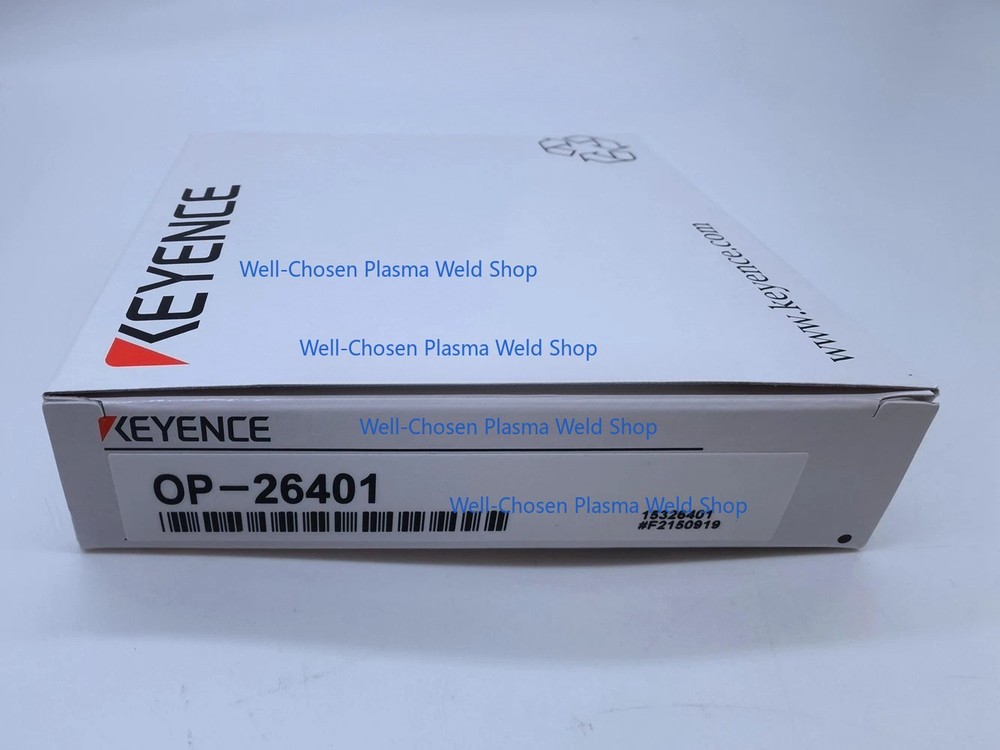 KEYENCE
Well-Chosen Plasma Weld Shop
www.keyence.com
Well-Chosen Plasma Weld Shop
KEYENCE
Well-Chosen Plasma Weld Shop
OP-26401
Well-Chosen Plasma Weld Shop
15326401
#F2150919